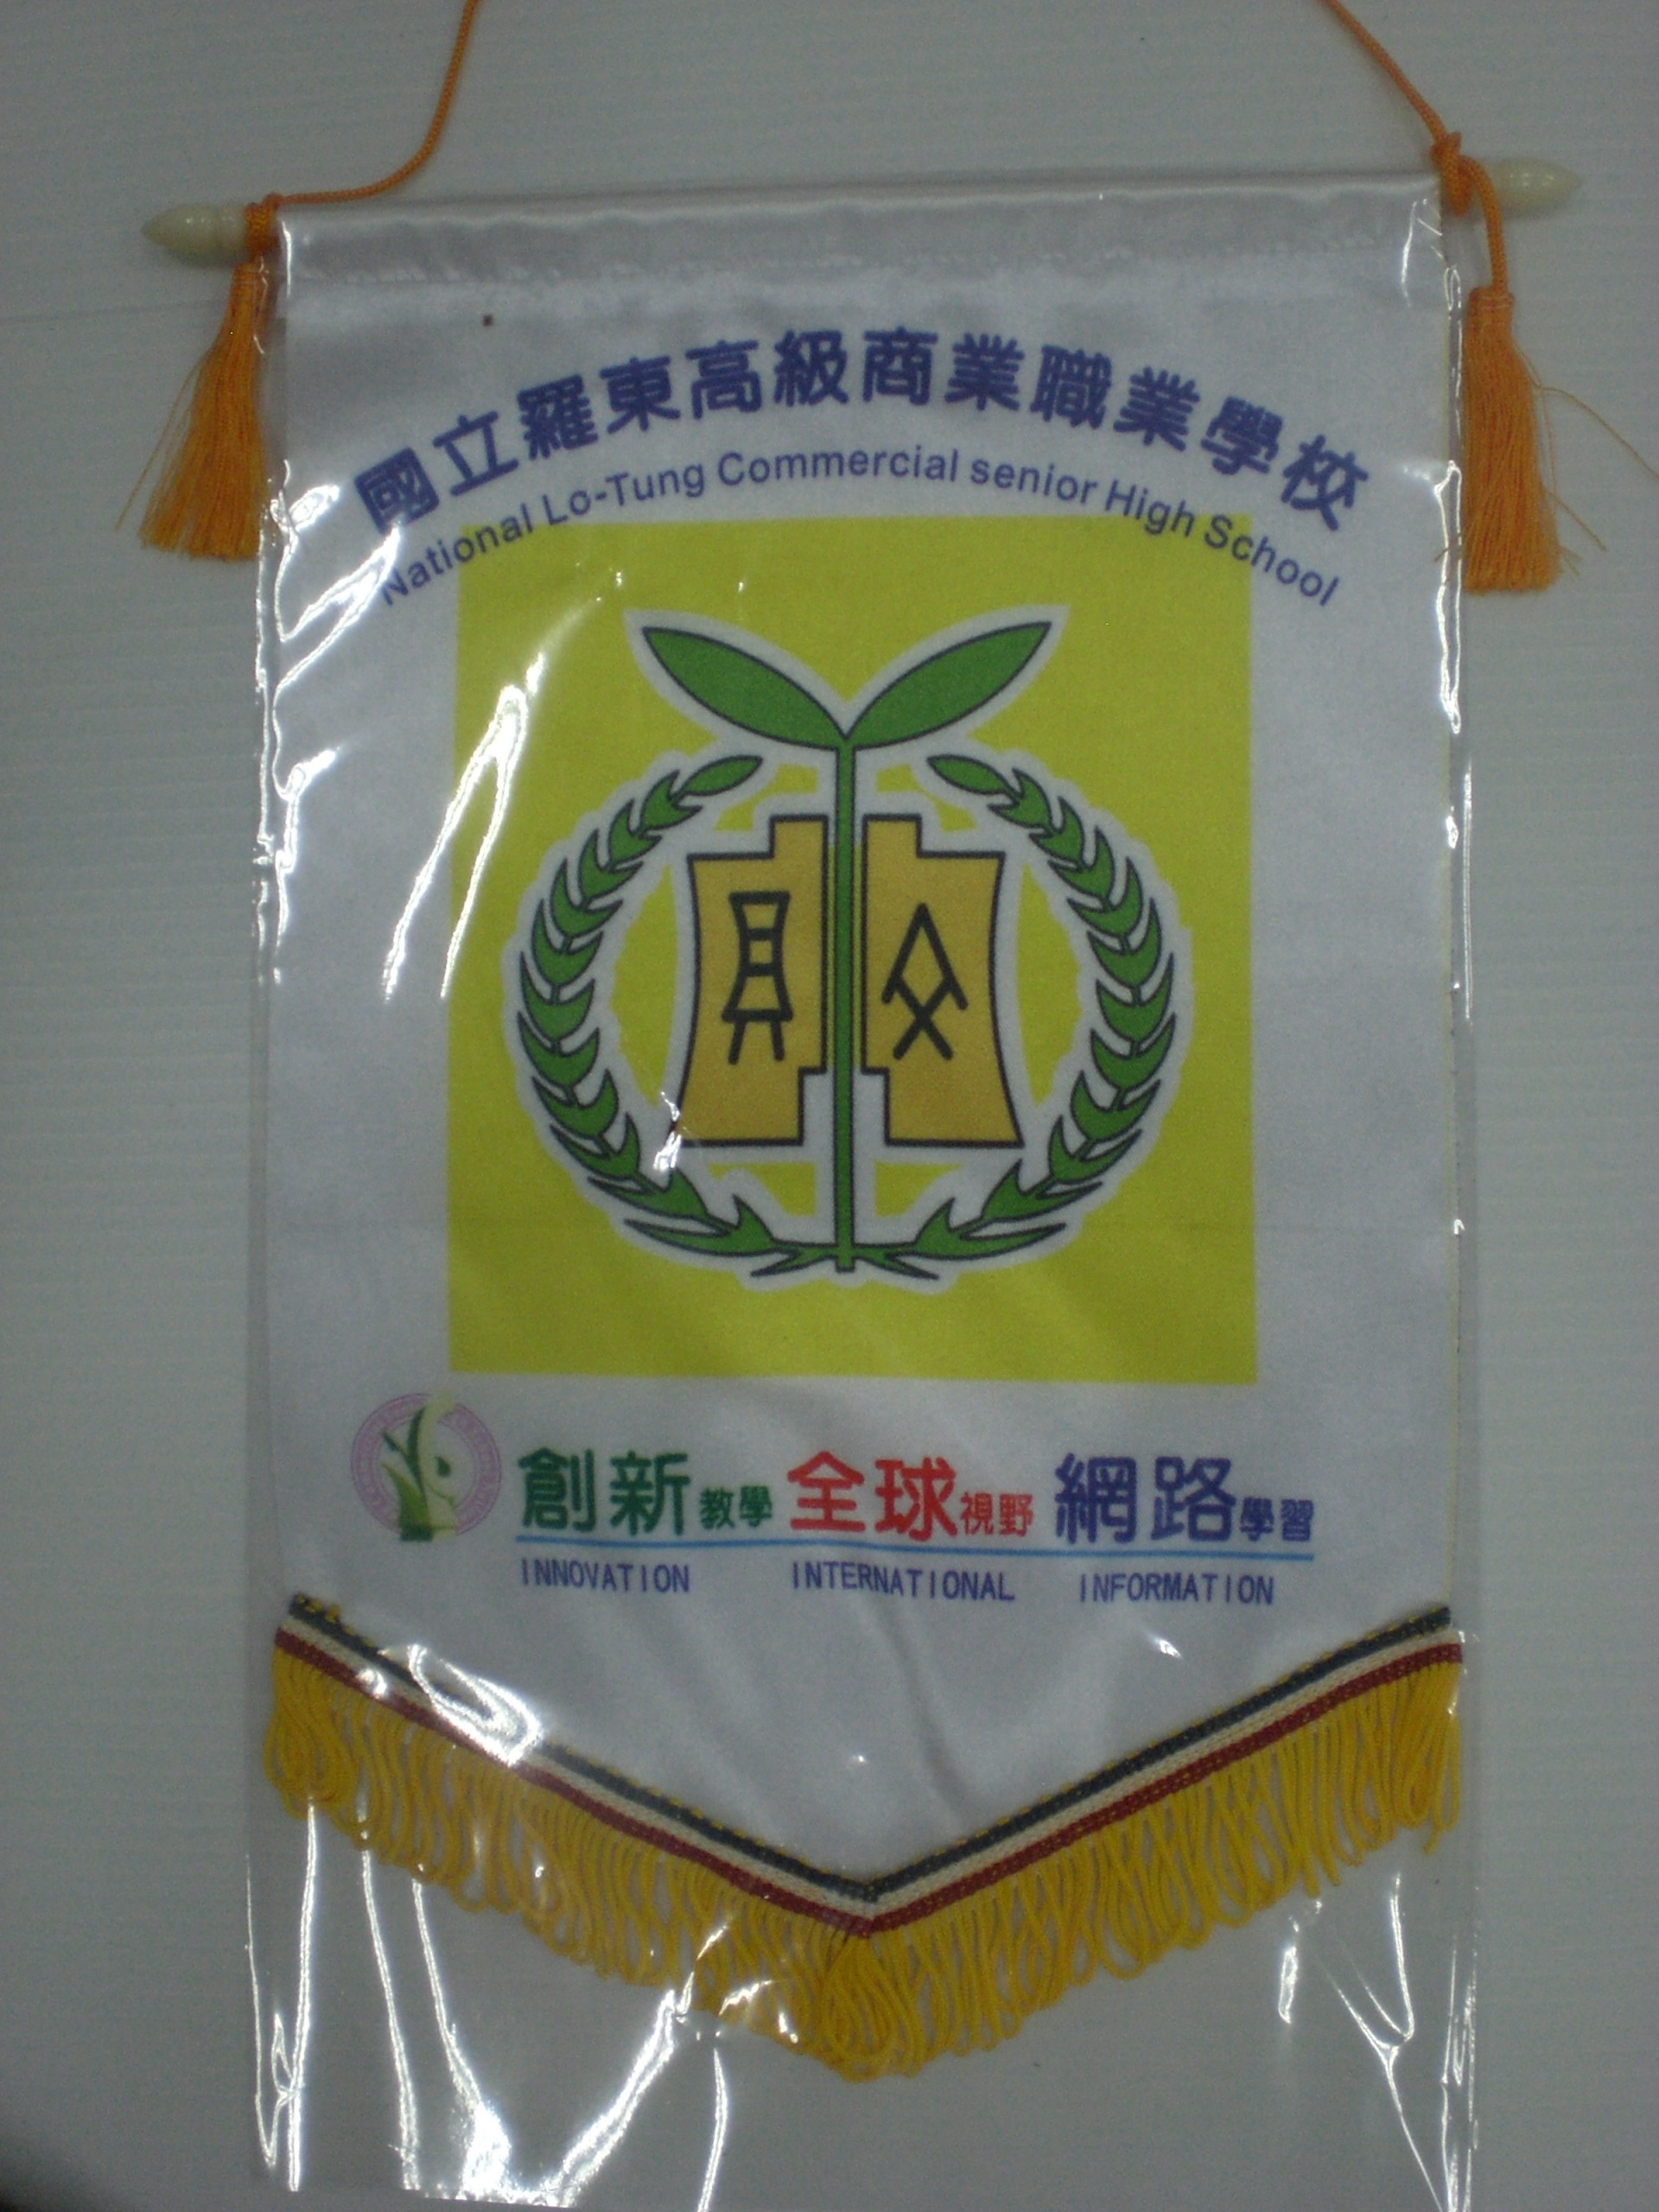 國立羅東高級商業職業學校
National Lo-Tung Commercial senior High School
創新教學 全球視野 網路學習
INNOVATION INTERNATIONAL INFORMATION